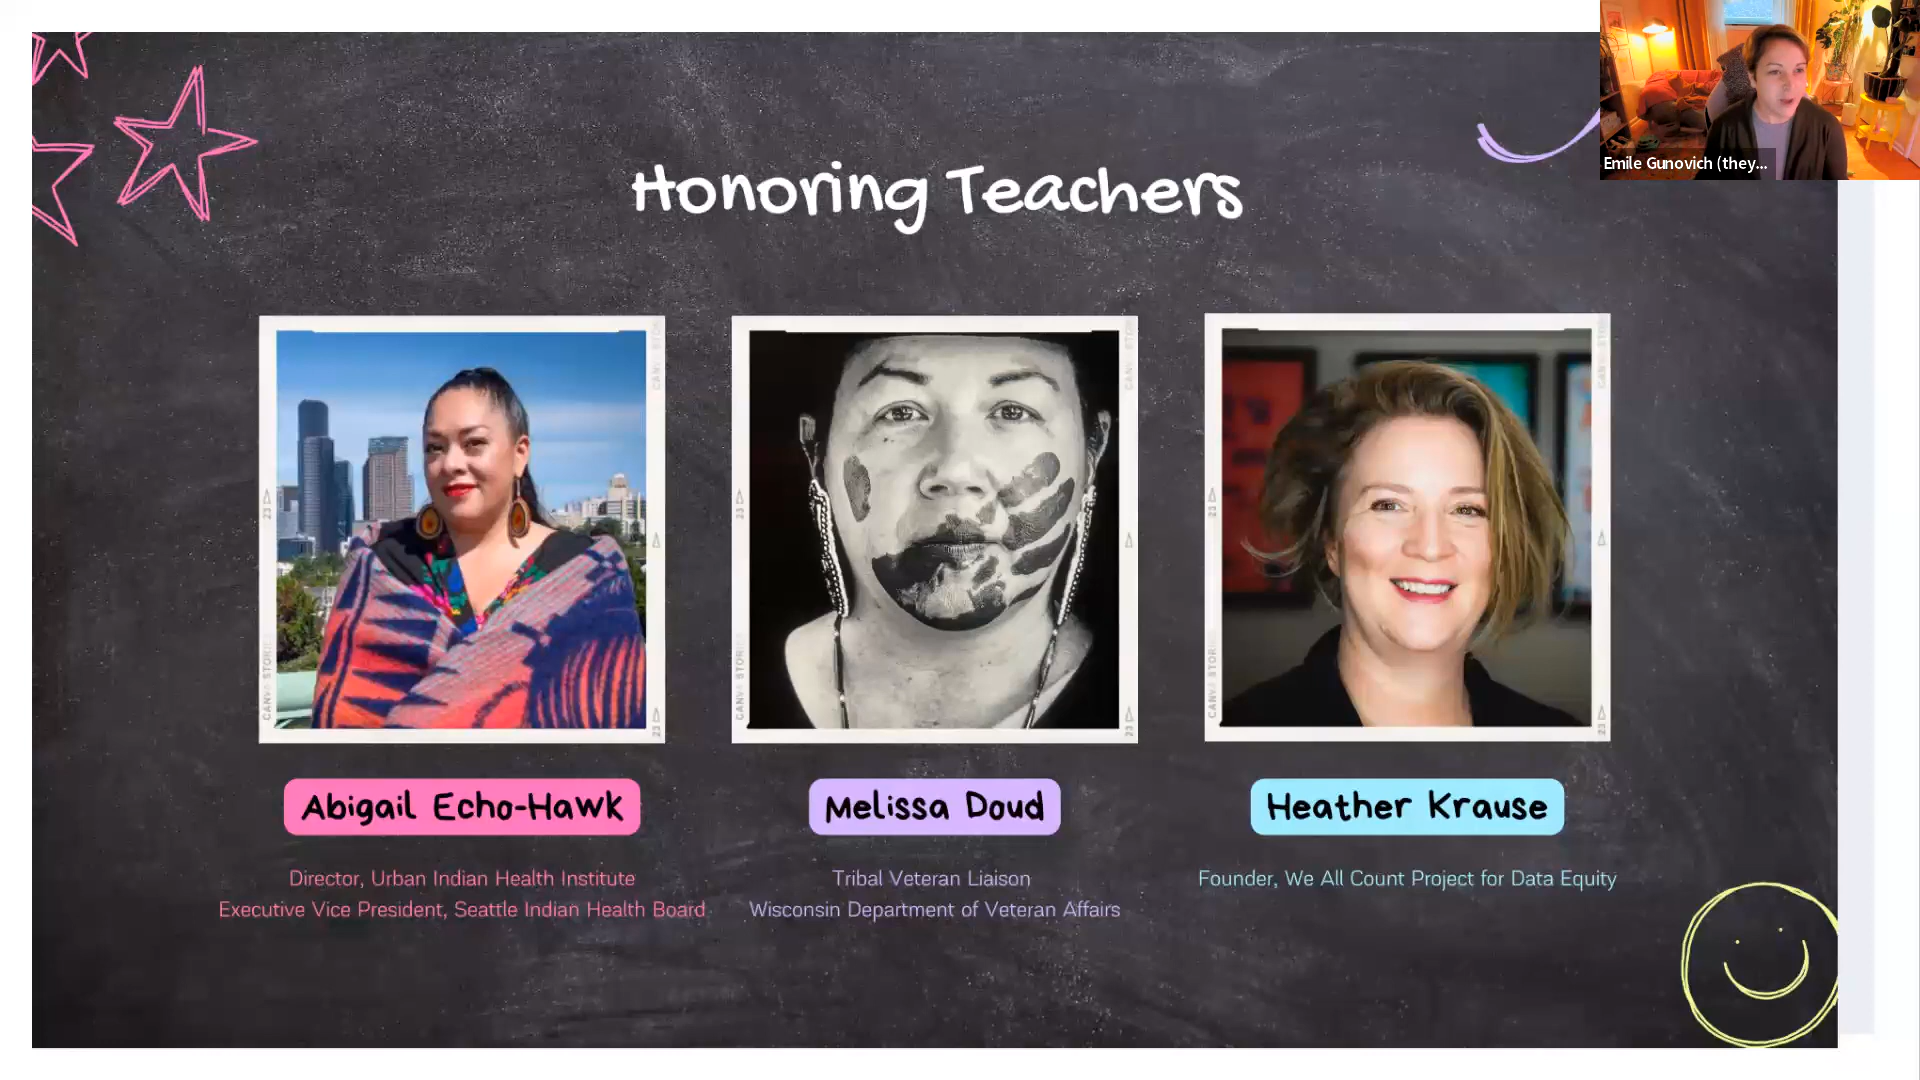 Emile Gunovich (they...
Honoring Teachers
Abigail Echo-Hawk
Director, Urban Indian Health Institute
Executive Vice President, Seattle Indian Health Board
Melissa Doud
Tribal Veteran Liaison
Wisconsin Department of Veteran Affairs
Heather Krause
Founder, We All Count Project for Data Equity